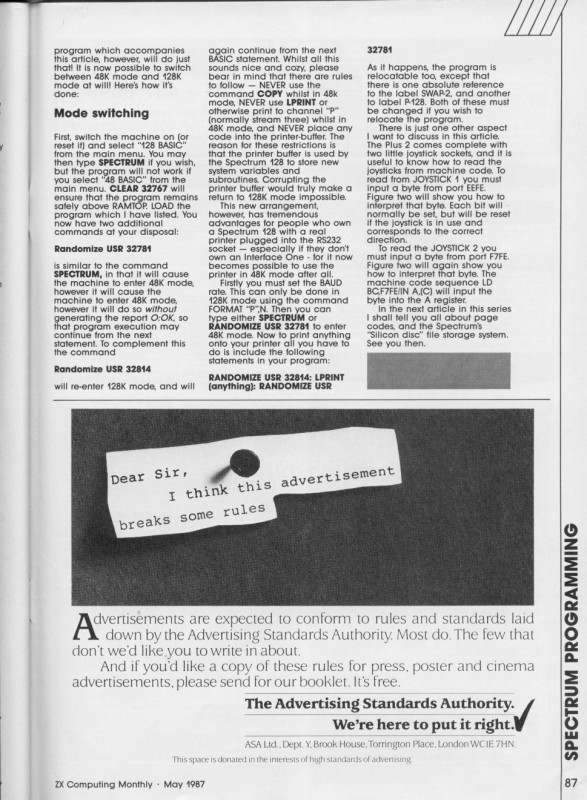 program which accompanies
this article, however, will do just
that! It is now possible to switch
between 48K mode and 128K
mode at will! Here's how it's
done:
Mode switching
First, switch the machine on (or
reset it) and select "128 BASIC"
from the main menu. You may
then type SPECTRUM if you wish,
but the program will not work if
you select "48 BASIC" from the
main menu. CLEAR 32767 will
ensure that the program remains
safely above RAMTOP. LOAD the
program which I have listed. You
now have two additional
commands at your disposal:
Randomize USR 32781
is similar to the command
SPECTRUM, in that it will cause
the machine to enter 48K mode,
however it will cause the
machine to enter 48K mode,
however it will do so without
generating the report O:OK, so
that program execution may
continue from the next
statement. To complement this
the command
Randomize USR 32814
will re-enter 128K mode, and will
again continue from the next
BASIC statement. Whilst all this
sounds nice and cozy, please
bear in mind that there are rules
to follow — NEVER use the
command COPY whilst in 48k
mode, NEVER use LPRINT or
otherwise print to channel "P"
(normally stream three) whilst in
48K mode, and NEVER place any
code into the printer-buffer. The
reason for these restrictions is
that the printer buffer is used by
the Spectrum 128 to store new
system variables and
subroutines. Corrupting the
printer buffer would truly make a
return to 128K mode impossible.
This new arrangement,
however, has tremendous
advantages for people who own
a Spectrum 128 with a real
printer plugged into the RS232
socket — especially if they don't
own an Interface One - for it now
becomes possible to use the
printer in 48K mode after all.
Firstly you must set the BAUD
rate. This can only be done in
128K mode using the command
FORMAT "P",N. Then you can
type either SPECTRUM or
RANDOMIZE USR 32781 to enter
48K mode. Now to print anything
onto your printer all you have to
do is include the following
statements in your program:
RANDOMIZE USR 32814: LPRINT
(anything): RANDOMIZE USR
32781
As it happens, the program is
relocatable too, except that
there is one absolute reference
to the label SWAP-2, and another
to label P-128. Both of these must
be changed if you wish to
relocate the program.
There is just one other aspect
I want to discuss in this article.
The Plus 2 comes complete with
two little joystick sockets, and it is
useful to know how to read the
joysticks from machine code. To
read from JOYSTICK 1 you must
input a byte from port EEFE.
Figure two will show you how to
interpret that byte. Each bit will
normally be set, but will be reset
if the joystick is in use and
corresponds to the correct
direction.
To read the JOYSTICK 2 you
must input a byte from port F7FE.
Figure two will again show you
how to interpret that byte. The
machine code sequence LD
BC,F7FE/IN A,(C) will input the
byte into the A register.
In the next article in this series
I shall tell you all about page
codes, and the Spectrum's
"Silicon disc" file storage system.
See you then.
Dear Sir,
I think this advertisement
breaks some rules
Advertisements are expected to conform to rules and standards laid
down by the Advertising Standards Authority. Most do. The few that
don't we'd like you to write in about.
And if you'd like a copy of these rules for press, poster and cinema
advertisements, please send for our booklet. It's free.
The Advertising Standards Authority.
We're here to put it right.
ASA Ltd., Dept. Y, Brook House, Torrington Place, London WC1E 7HN.
This space is donated in the interests of high standards of advertising.
SPECTRUM PROGRAMMING
ZX Computing Monthly · May 1987
87